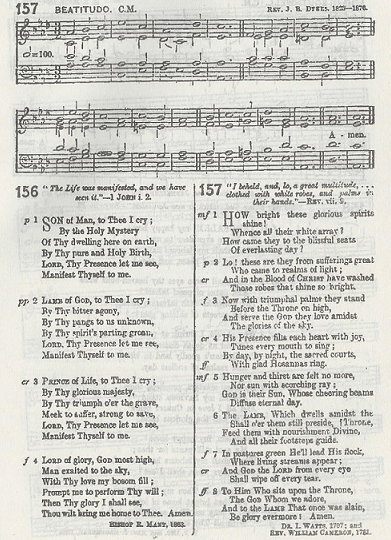 157 BEATITUDO. C.M. REV. J. B. DYKES. 1823—1876.
=100.
A - men.
156 "The Life was manifested, and we have
seen it."—1 JOHN i. 2.
p 1 SON of Man, to Thee I cry;
By the Holy Mystery
Of Thy dwelling here on earth,
By Thy pure and Holy Birth,
LORD, Thy Presence let me see,
Manifest Thyself to me.
pp 2 LAMB of GOD, to Thee I cry;
By Thy bitter agony,
By Thy pangs to us unknown,
By Thy spirit's parting groan,
LORD, Thy Presence let me see,
Manifest Thyself to me.
cr 3 PRINCE of Life, to Thee I cry;
By Thy glorious majesty,
By Thy triumph o'er the grave,
Meek to suffer, strong to save,
LORD, Thy Presence let me see,
Manifest Thyself to me.
f 4 LORD of glory, GOD most high,
Man exalted to the sky,
With Thy love my bosom fill;
Prompt me to perform Thy will;
Then Thy glory I shall see,
Thou wilt bring me home to Thee. Amen.
BISHOP R. MANT, 1853.
157 "I beheld, and, lo, a great multitude, . . .
clothed with white robes, and palms in
their hands."—REV. vii. 9.
mf 1 HOW bright these glorious spirits
shine!
Whence all their white array?
How came they to the blissful seats
Of everlasting day?
p 2 Lo! these are they from sufferings great
Who came to realms of light;
cr And in the Blood of CHRIST have washed
Those robes that shine so bright.
f 3 Now with triumphal palms they stand
Before the Throne on high,
And serve the GOD they love amidst
The glories of the sky.
cr 4 His Presence fills each heart with joy,
Tunes every mouth to sing;
By day, by night, the sacred courts,
ff With glad Hosannas ring.
mf 5 Hunger and thirst are felt no more,
Nor sun with scorching ray;
GOD is their Sun, Whose cheering beams
Diffuse eternal day.
6 The LAMB, Which dwells amidst the
Shall o'er them still preside, [Throne,
Feed them with nourishment Divine,
And all their footsteps guide.
f 7 In pastures green He'll lead His flock,
Where living streams appear;
cr And GOD the LORD from every eye
Shall wipe off every tear.
ff 8 To Him Who sits upon the Throne,
The GOD Whom we adore,
And to the LAMB That once was slain,
Be glory evermore! Amen.
DR. I. WATTS, 1707; and
REV. WILLIAM CAMERON, 1781.